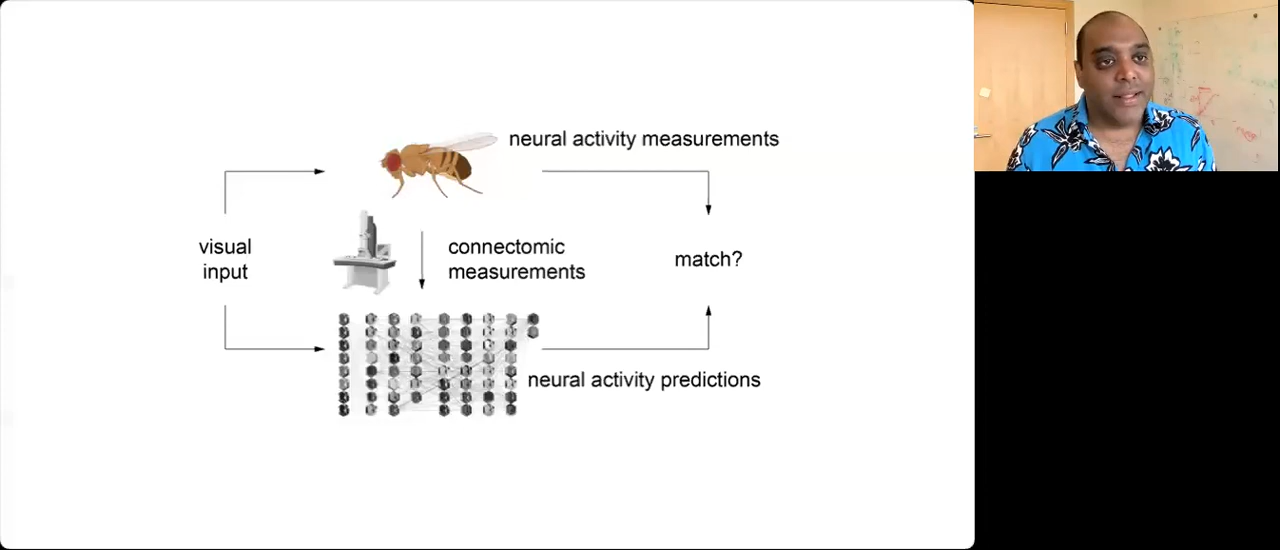 neural activity measurements
visual
input
connectomic
measurements
match?
neural activity predictions